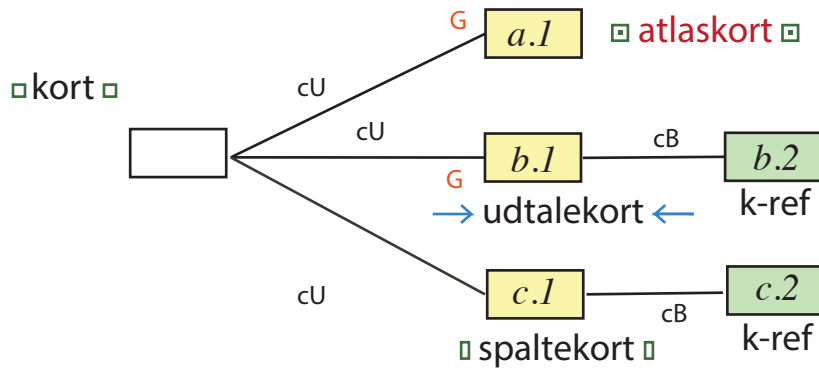 G a.1 atlaskort
kort cU
cU cB
b.1 b.2
G k-ref
udtalekort
cU c.1 c.2
cB k-ref
spaltekort